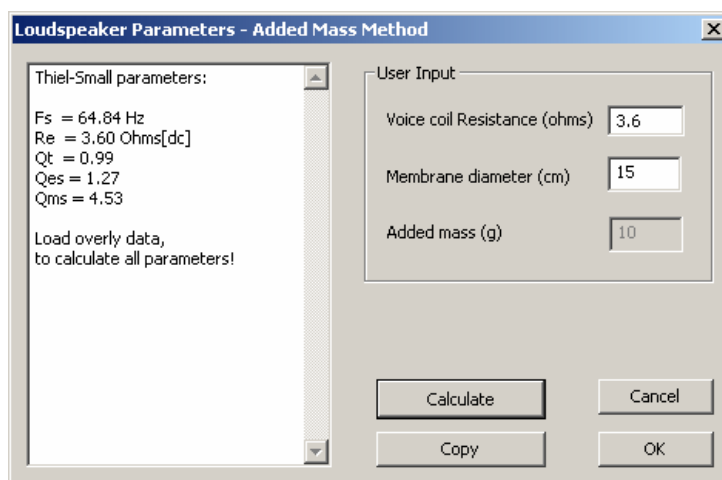 Loudspeaker Parameters - Added Mass Method
Thiel-Small parameters:
Fs = 64.84 Hz
Re = 3.60 Ohms[dc]
Qt = 0.99
Qes = 1.27
Qms = 4.53
Load overly data,
to calculate all parameters!
User Input
Voice coil Resistance (ohms) 3.6
Membrane diameter (cm) 15
Added mass (g) 10
Calculate Cancel
Copy OK